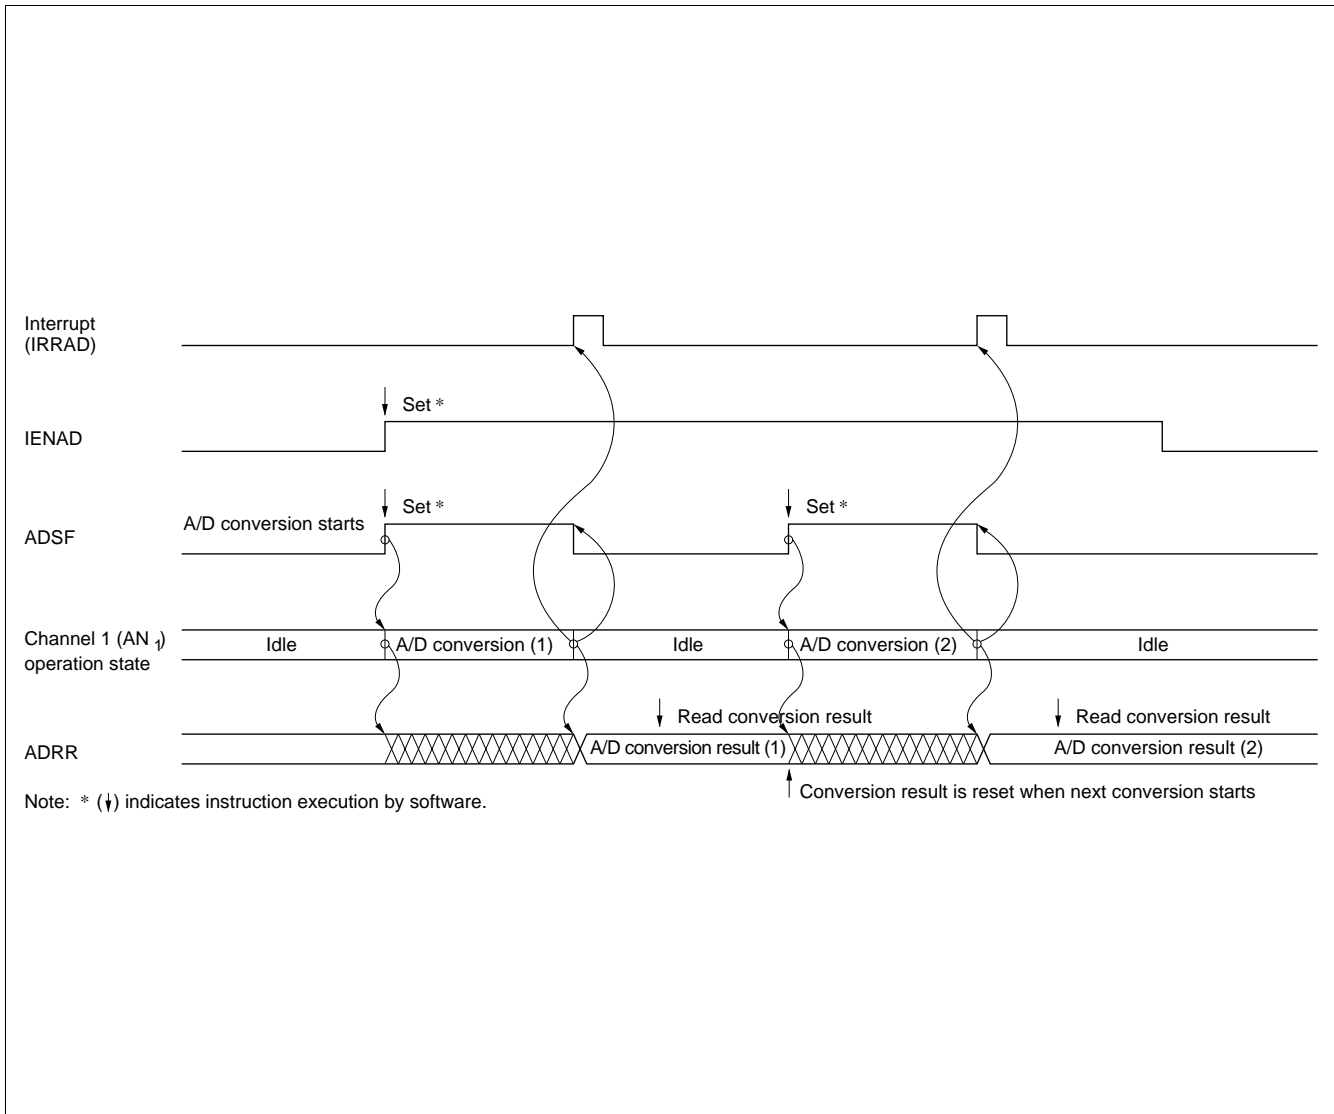 Interrupt
(IRRAD)
Set *
IENAD
Set *
Set *
A/D conversion starts
ADSF
Channel 1 (AN 1)
operation state
Idle
A/D conversion (1)
Idle
A/D conversion (2)
Idle
Read conversion result
Read conversion result
ADRR
A/D conversion result (1)
A/D conversion result (2)
Conversion result is reset when next conversion starts
Note: * (↓) indicates instruction execution by software.